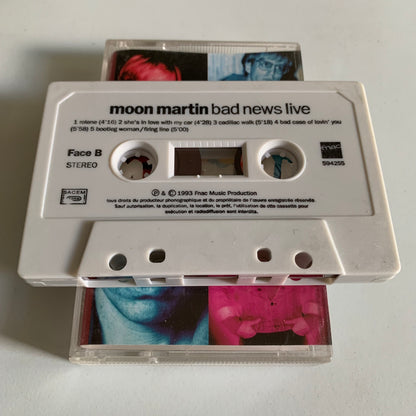 moon martin bad news live
1 rolene (4'16) 2 she's in love with my car (4'28) 3 cadillac walk (5'18) 4 bad case of lovin' you
(5'58) 5 bootleg woman/firing line (5'00)
Face B
STEREO
fnac
594255
SACEM
℗ & © 1993 Fnac Music Production
tous droits du producteur phonographique et du propriétaire de l'œuvre enregistrée réservés.
Sauf autorisation, la duplication, la location, le prêt, l'utilisation de cette cassette pour
exécution et radiodiffusion sont interdits.